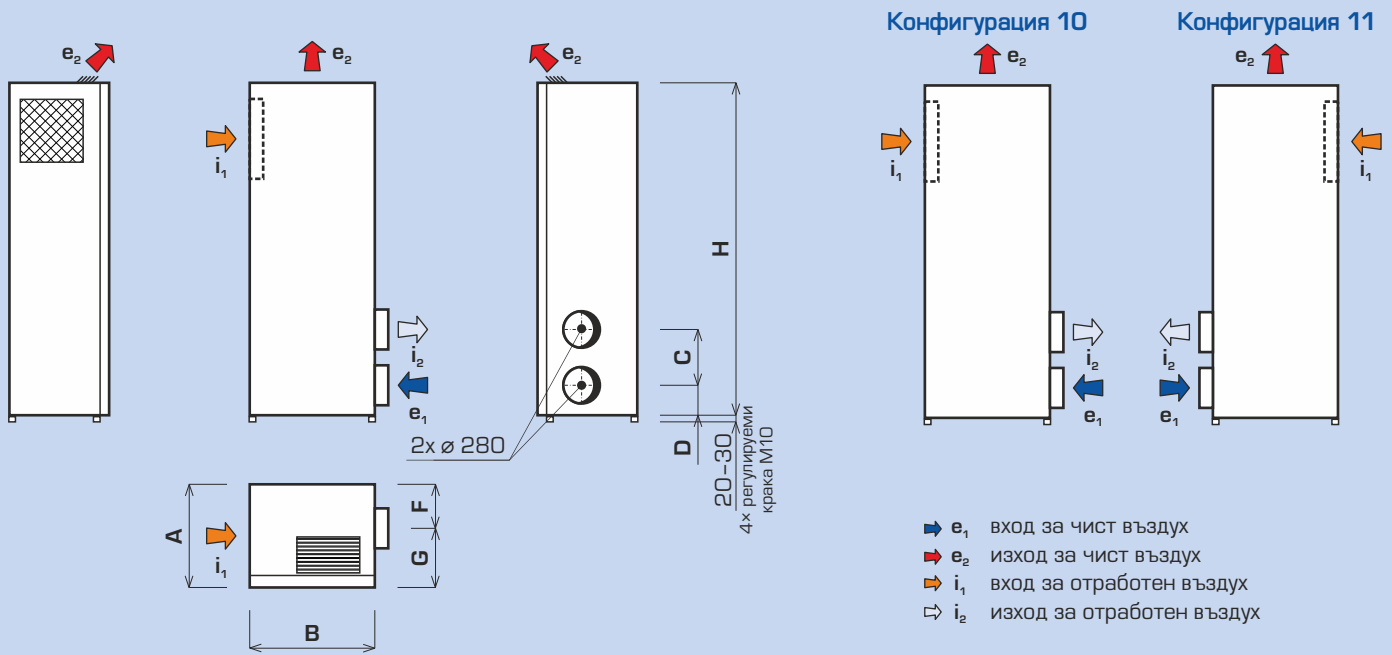 Конфигурация 10
Конфигурация 11
e₂
e₂
e₂
e₂
e₂
i₁
i₁
i₁
H
C
D
i₂
e₁
i₂
e₁
i₂
e₁
2x ø 280
20-30
4× регулируеми
крака M10
A
i₁
F
G
B
e₁ вход за чист въздух
e₂ изход за чист въздух
i₁ вход за отработен въздух
i₂ изход за отработен въздух